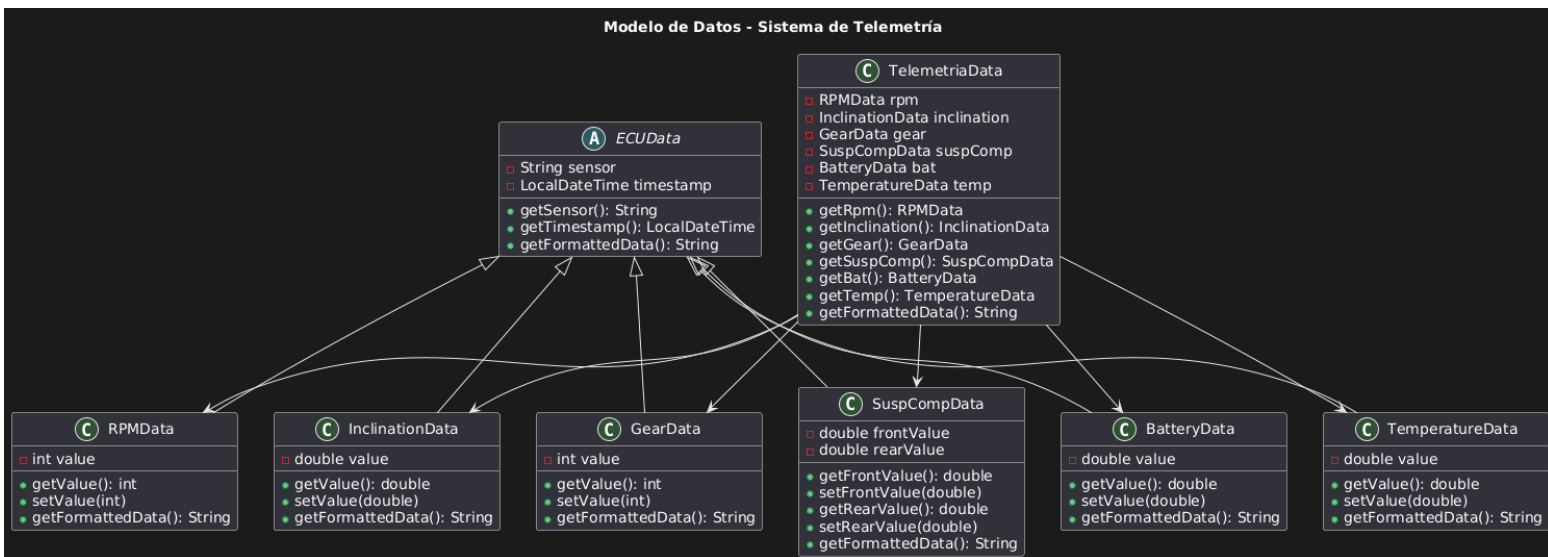 Modelo de Datos - Sistema de Telemetría
C TelemetriaData
RPMData rpm
InclinationData inclination
GearData gear
SuspCompData suspComp
BatteryData bat
TemperatureData temp
getRpm(): RPMData
getInclination(): InclinationData
getGear(): GearData
getSuspComp(): SuspCompData
getBat(): BatteryData
getTemp(): TemperatureData
getFormattedData(): String
A ECUData
String sensor
LocalDateTime timestamp
getSensor(): String
getTimestamp(): LocalDateTime
getFormattedData(): String
C RPMData
int value
getValue(): int
setValue(int)
getFormattedData(): String
C InclinationData
double value
getValue(): double
setValue(double)
getFormattedData(): String
C GearData
int value
getValue(): int
setValue(int)
getFormattedData(): String
C SuspCompData
double frontValue
double rearValue
getFrontValue(): double
setFrontValue(double)
getRearValue(): double
setRearValue(double)
getFormattedData(): String
C BatteryData
double value
getValue(): double
setValue(double)
getFormattedData(): String
C TemperatureData
double value
getValue(): double
setValue(double)
getFormattedData(): String